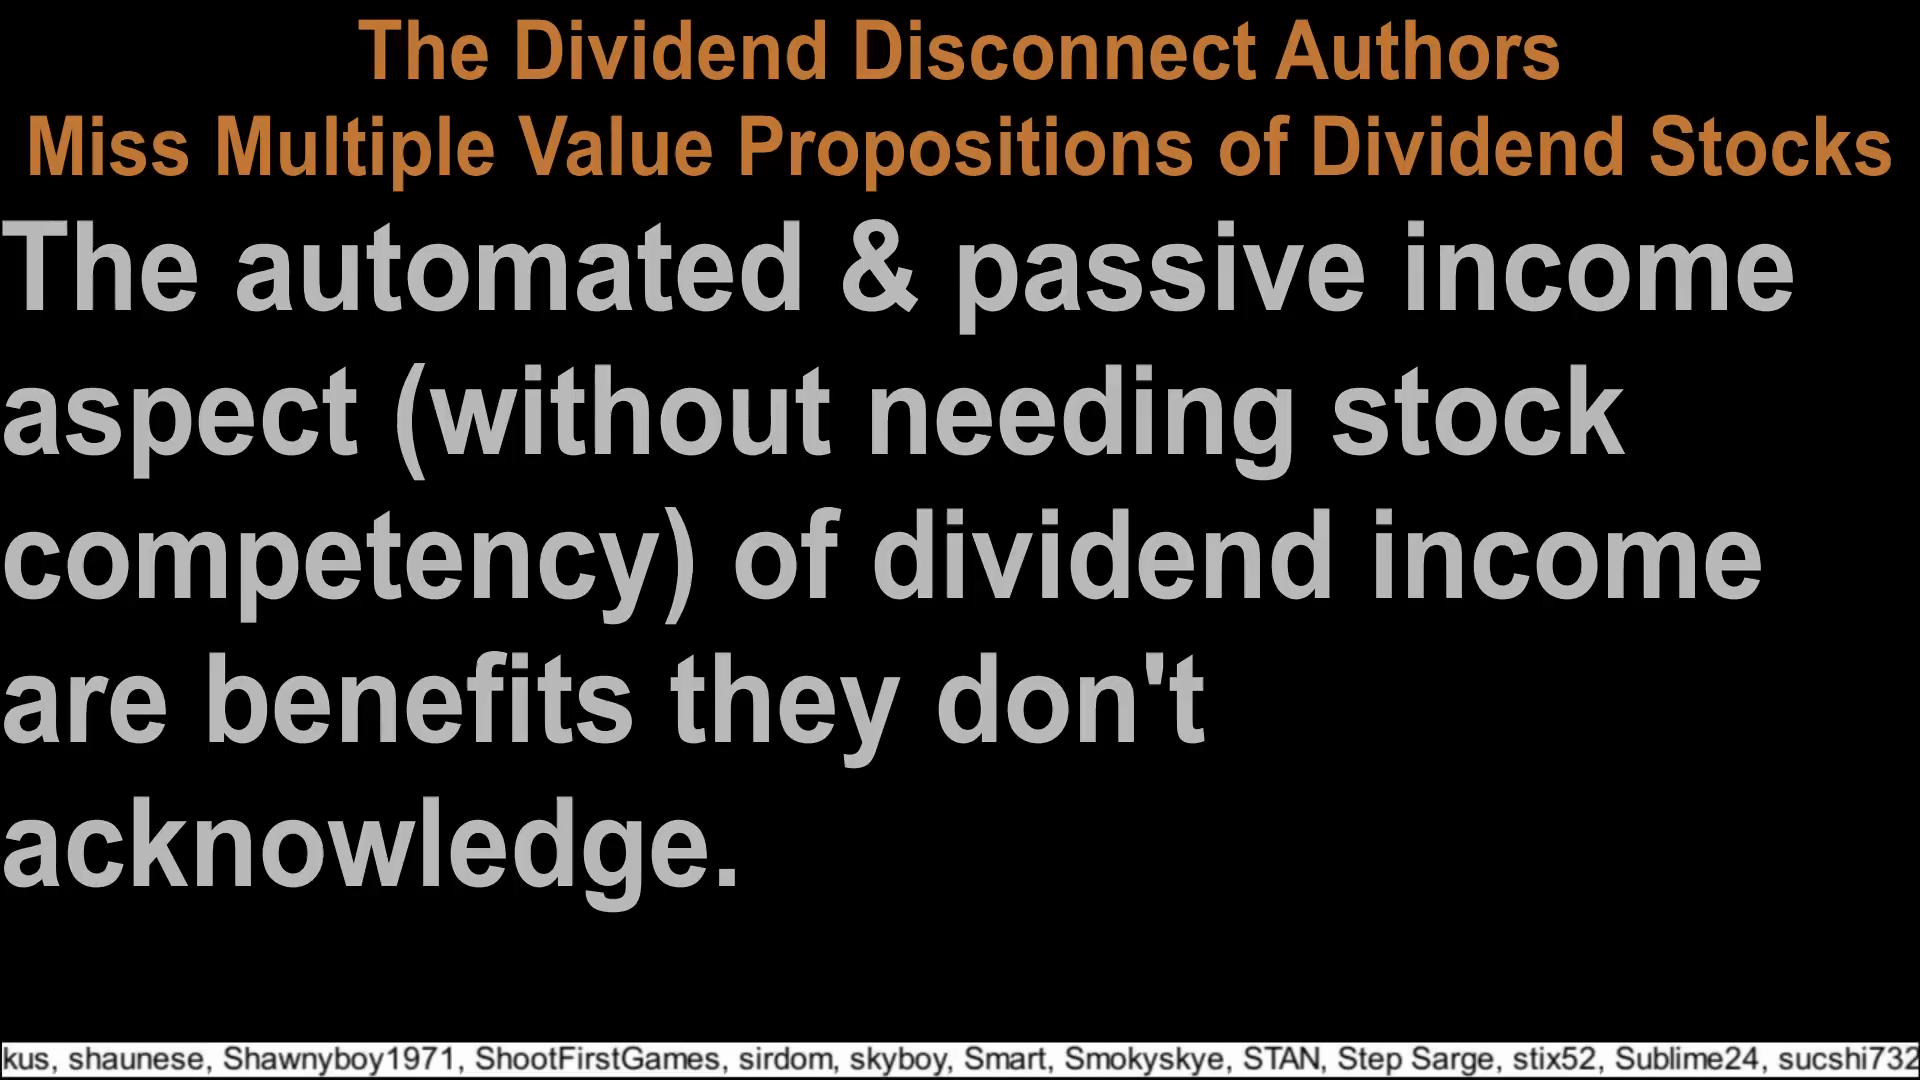 The Dividend Disconnect Authors
Miss Multiple Value Propositions of Dividend Stocks
The automated & passive income
aspect (without needing stock
competency) of dividend income
are benefits they don't
acknowledge.
kus, shaunese, Shawnyboy1971, ShootFirstGames, sirdom, skyboy, Smart, Smokyskye, STAN, Step Sarge, stix52, Sublime24, sucshi732